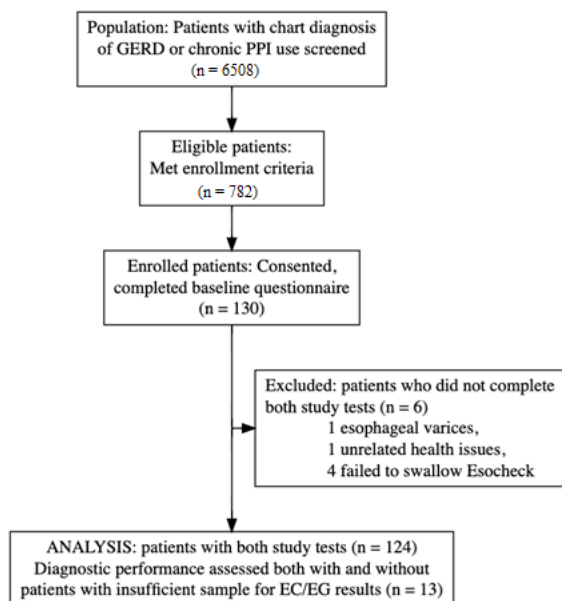 Population: Patients with chart diagnosis
of GERD or chronic PPI use screened
(n = 6508)
Eligible patients:
Met enrollment criteria
(n = 782)
Enrolled patients: Consented,
completed baseline questionnaire
(n = 130)
Excluded: patients who did not complete
both study tests (n = 6)
1 esophageal varices,
1 unrelated health issues,
4 failed to swallow Esocheck
ANALYSIS: patients with both study tests (n = 124)
Diagnostic performance assessed both with and without
patients with insufficient sample for EC/EG results (n = 13)